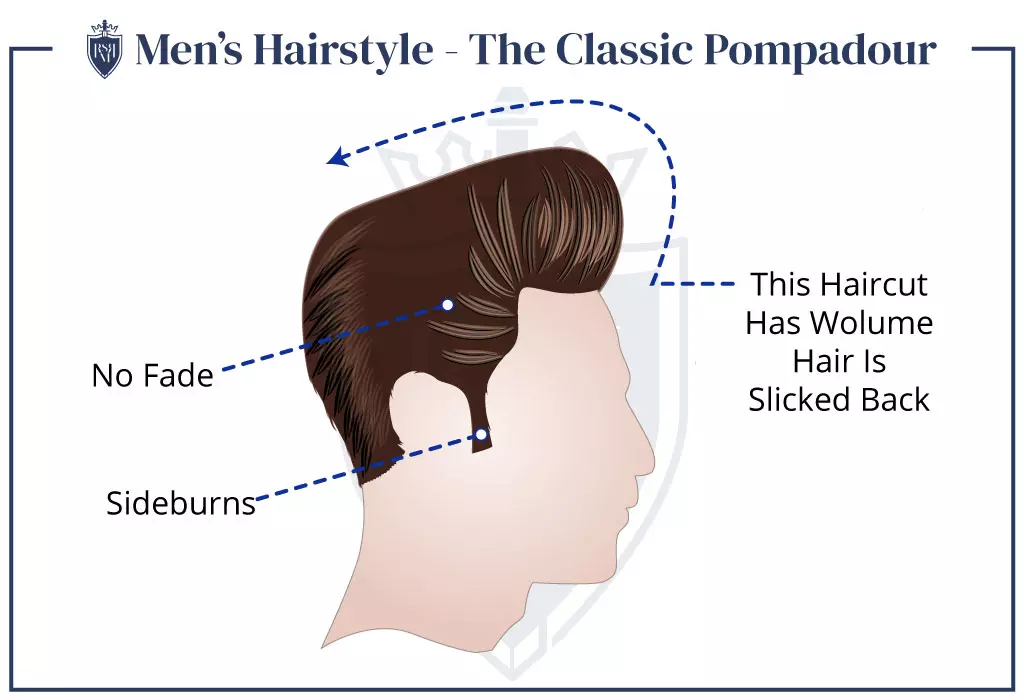 Men's Hairstyle - The Classic Pompadour
This Haircut
Has Wolume
Hair Is
Slicked Back
No Fade
Sideburns